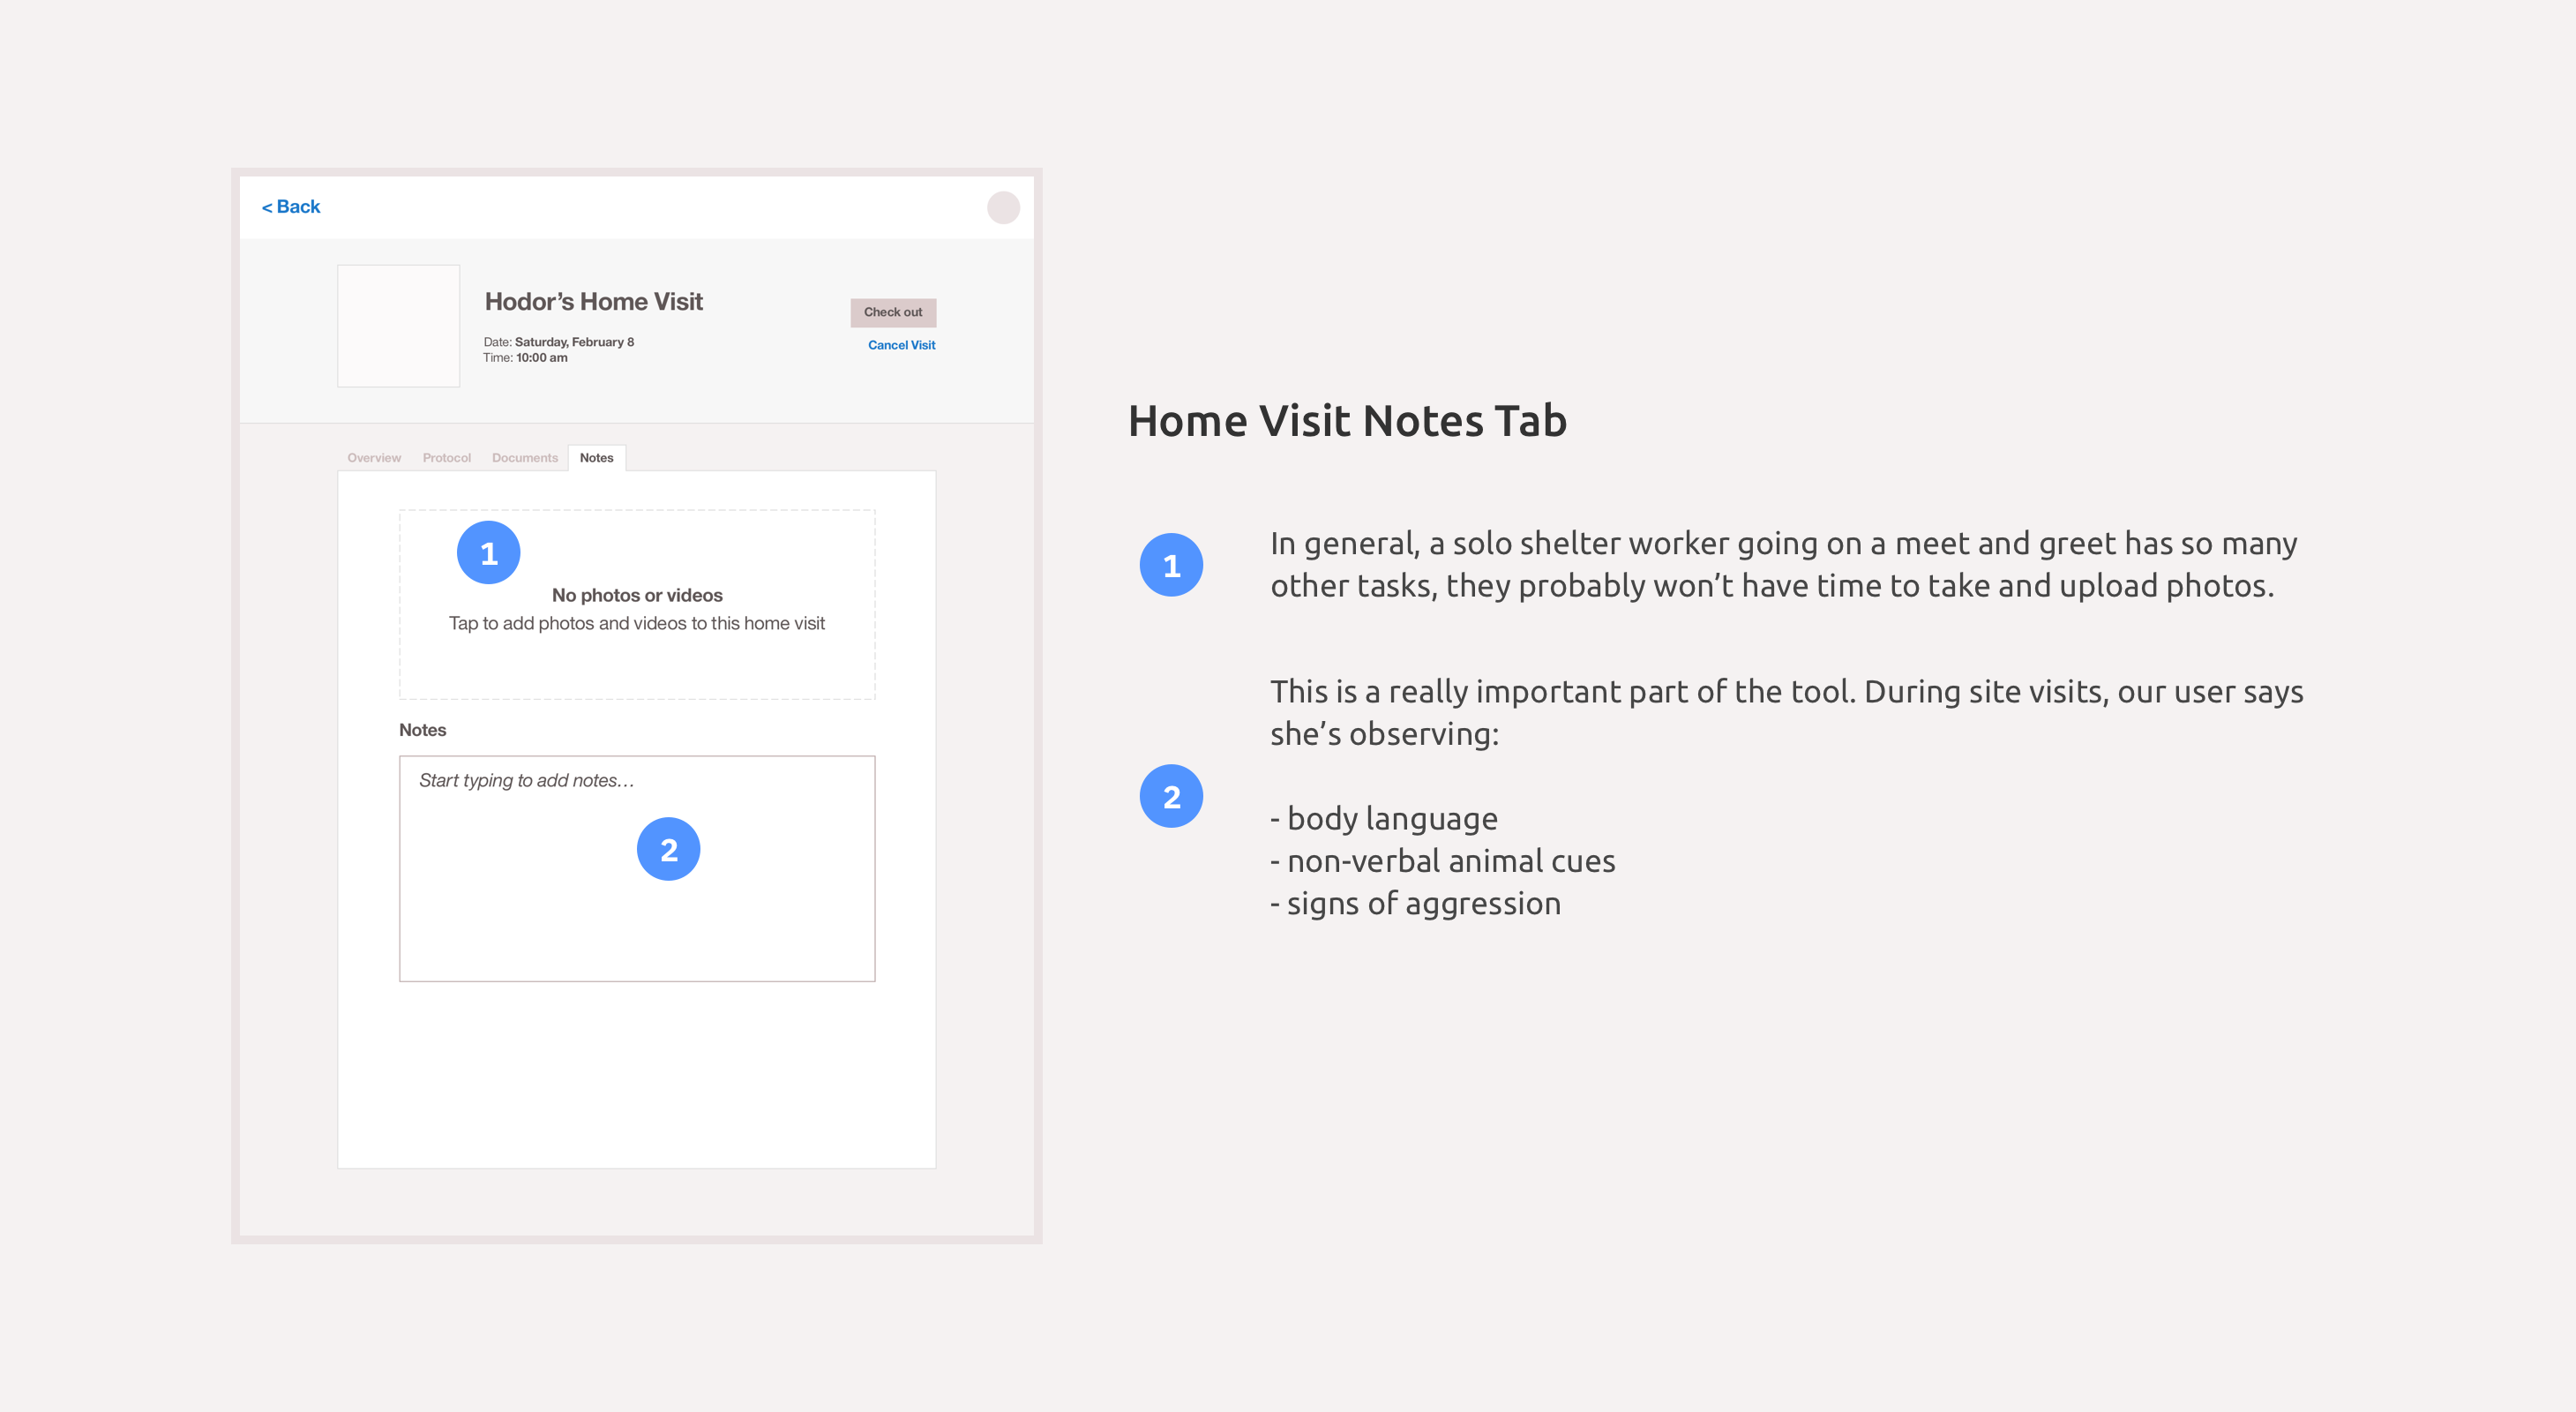 < Back
Hodor’s Home Visit
Date: Saturday, February 8
Time: 10:00 am
Check out
Cancel Visit
Overview Protocol Documents Notes
1
No photos or videos
Tap to add photos and videos to this home visit
Notes
Start typing to add notes...
2
Home Visit Notes Tab
1
In general, a solo shelter worker going on a meet and greet has so many
other tasks, they probably won’t have time to take and upload photos.
2
This is a really important part of the tool. During site visits, our user says
she’s observing:
- body language
- non-verbal animal cues
- signs of aggression